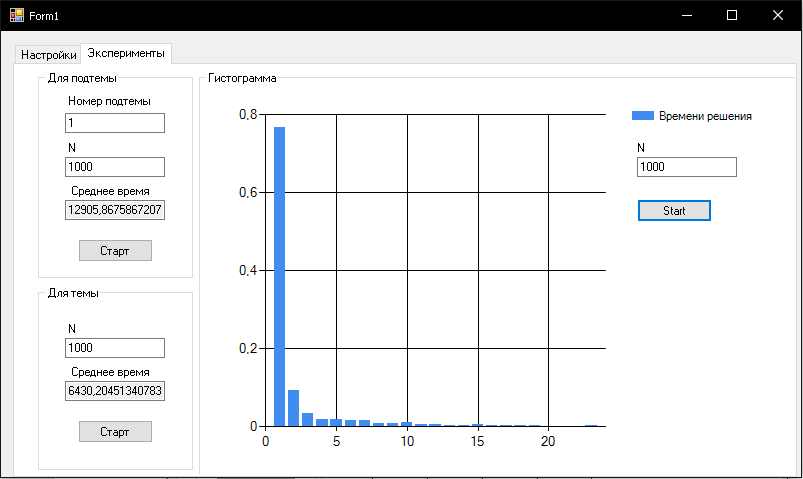 Form1
Настройки
Эксперименты
Для подтемы
Номер подтемы
1
N
1000
Среднее время
12905,8675867207
Старт
Для темы
N
1000
Среднее время
6430,20451340783
Старт
Гистограмма
0.8
0.6
0.4
0.2
0
0 5 10 15 20
Времени решения
N
1000
Start